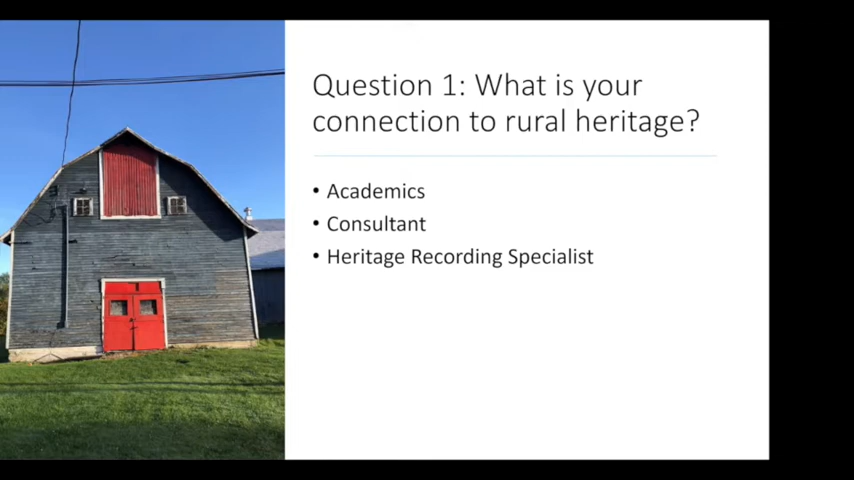 Question 1: What is your
connection to rural heritage?
• Academics
• Consultant
• Heritage Recording Specialist